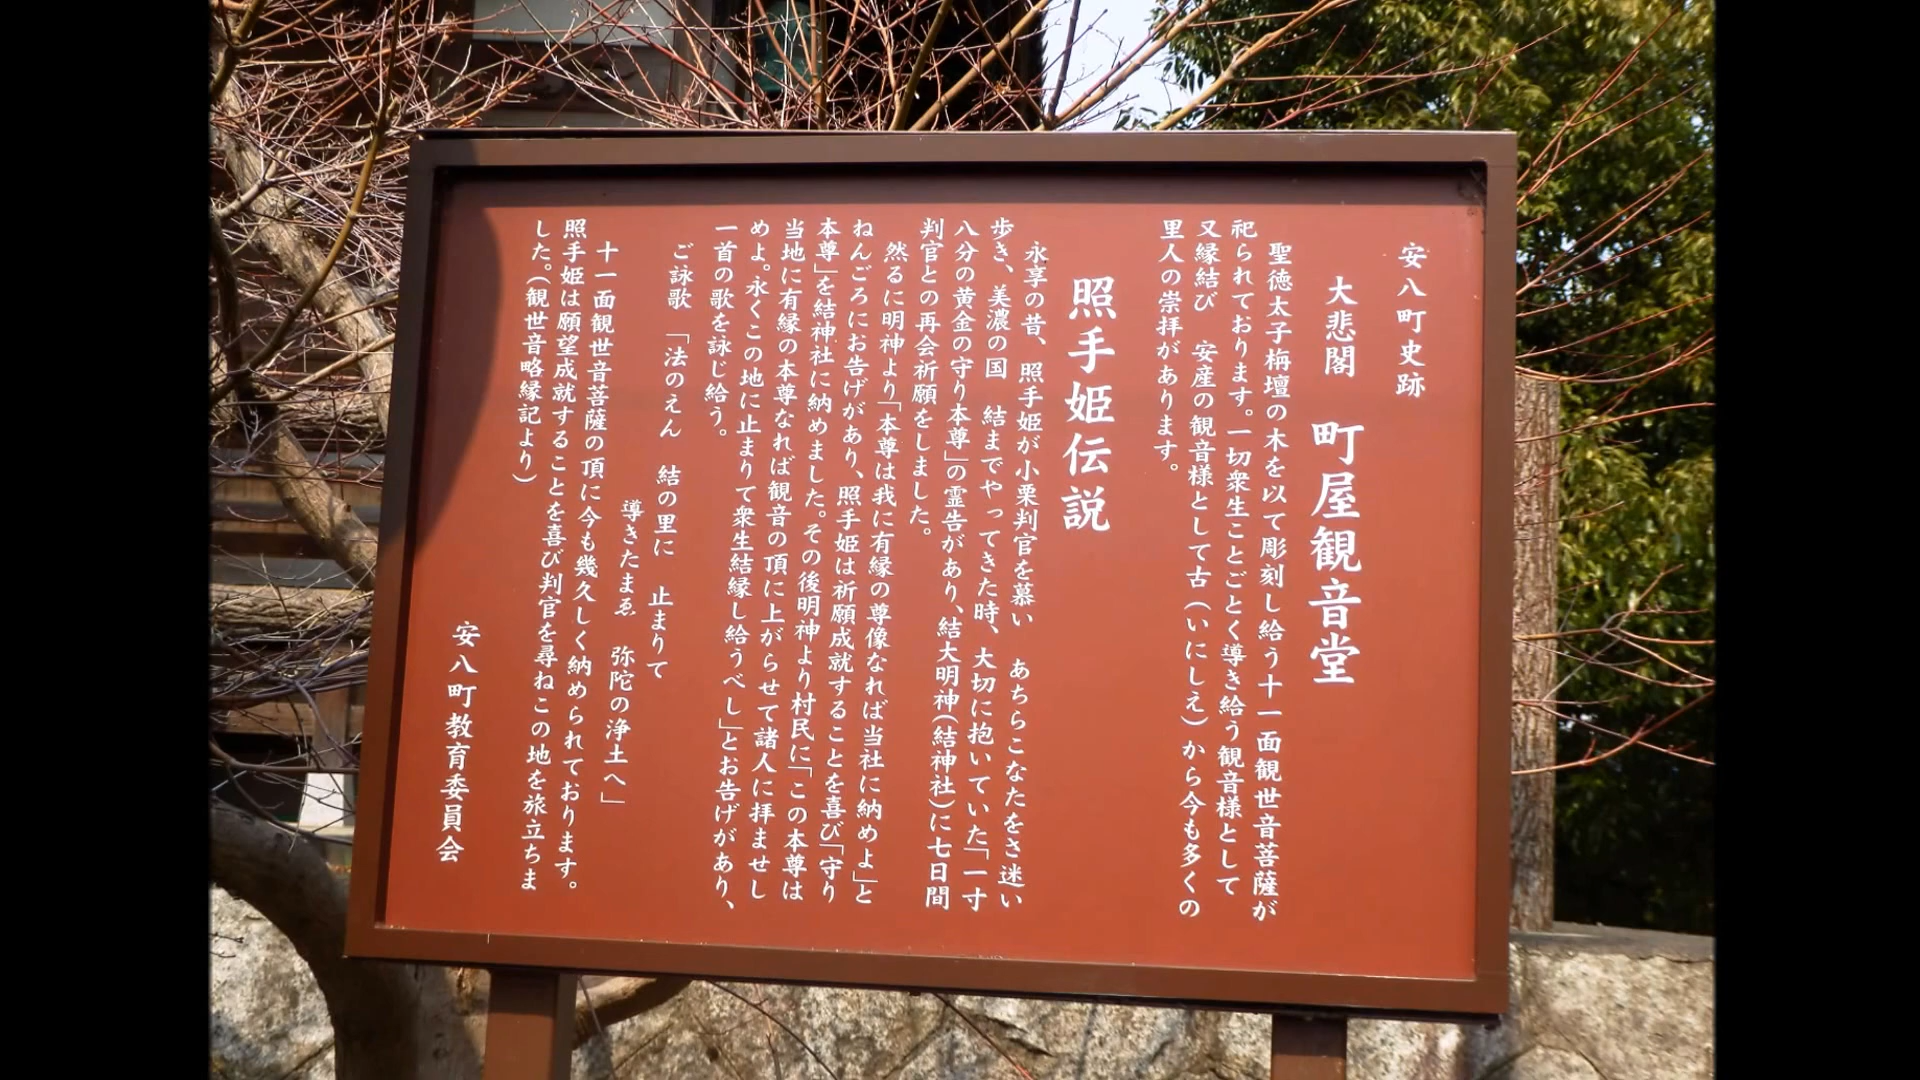 安八町史跡
大悲閣 町屋観音堂
聖徳太子栴壇の木を以て彫刻し給う十一面観世音菩薩が
祀られております。一切衆生ことごとく導き給う観音様として
又縁結び 安産の観音様として古（いにしえ）から今も多くの
里人の崇拝があります。
照手姫伝説
永享の昔、照手姫が小栗判官を慕い あちらこなたをさ迷い
歩き、美濃の国 結までやってきた時、大切に抱いていた「一寸
八分の黄金の守り本尊」の霊告があり、結大明神（結神社）に七日間
判官との再会祈願をしました。
然るに明神より「本尊は我に有縁の尊像なれば当社に納めよ」と
ねんごろにお告げがあり、照手姫は祈願成就することを喜び「守り
本尊」を結神社に納めました。その後明神より村民に「この本尊は
当地に有縁の本尊なれば観音の頂に上がらせて諸人に拝ませし
めよ。永くこの地に止まりて衆生結縁し給うべし」とお告げがあり、
一首の歌を詠じ給う。
ご詠歌 「法のえん 結の里に 止まりて
導きたまゑ 弥陀の浄土へ」
十一面観世音菩薩の頂に今も幾久しく納められております。
照手姫は願望成就することを喜び判官を尋ねこの地を旅立ちま
した。（観世音略縁記より）
安八町教育委員会